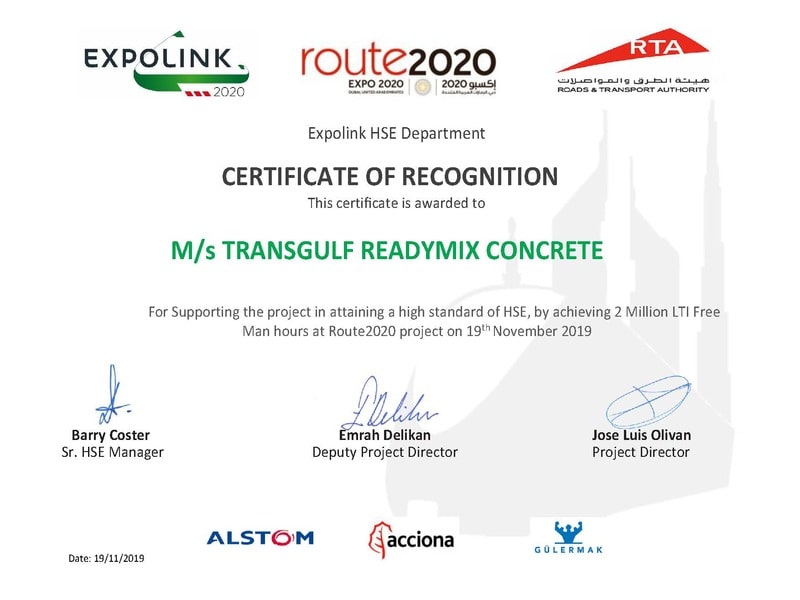 EXPOLINK
2020
route2020
EXPO 2020
DUBAI, UNITED ARAB EMIRATES
2020 إكسبو
دبي، الإمارات العربية المتحدة
RTA
هيئة الطرق و المواصلات
ROADS & TRANSPORT AUTHORITY
Expolink HSE Department
CERTIFICATE OF RECOGNITION
This certificate is awarded to
M/s TRANSGULF READYMIX CONCRETE
For Supporting the project in attaining a high standard of HSE, by achieving 2 Million LTI Free
Man hours at Route2020 project on 19th November 2019
Barry Coster
Sr. HSE Manager
Emrah Delikan
Deputy Project Director
Jose Luis Olivan
Project Director
ALSTOM
acciona
GÜLERMAK
Date: 19/11/2019